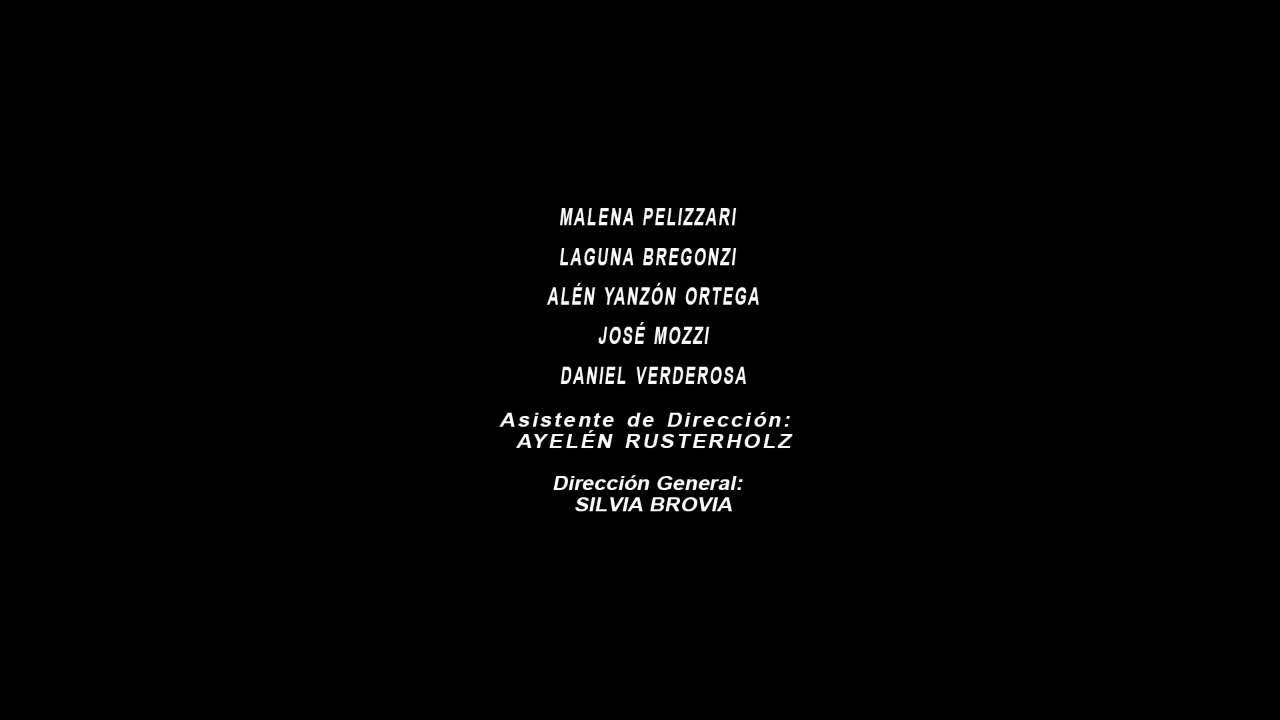 MALENA PELIZZARI
LAGUNA BREGONZI
ALÉN YANZÓN ORTEGA
JOSÉ MOZZI
DANIEL VERDEROSA
Asistente de Dirección:
AYELÉN RUSTERHOLZ
Dirección General:
SILVIA BROVIA